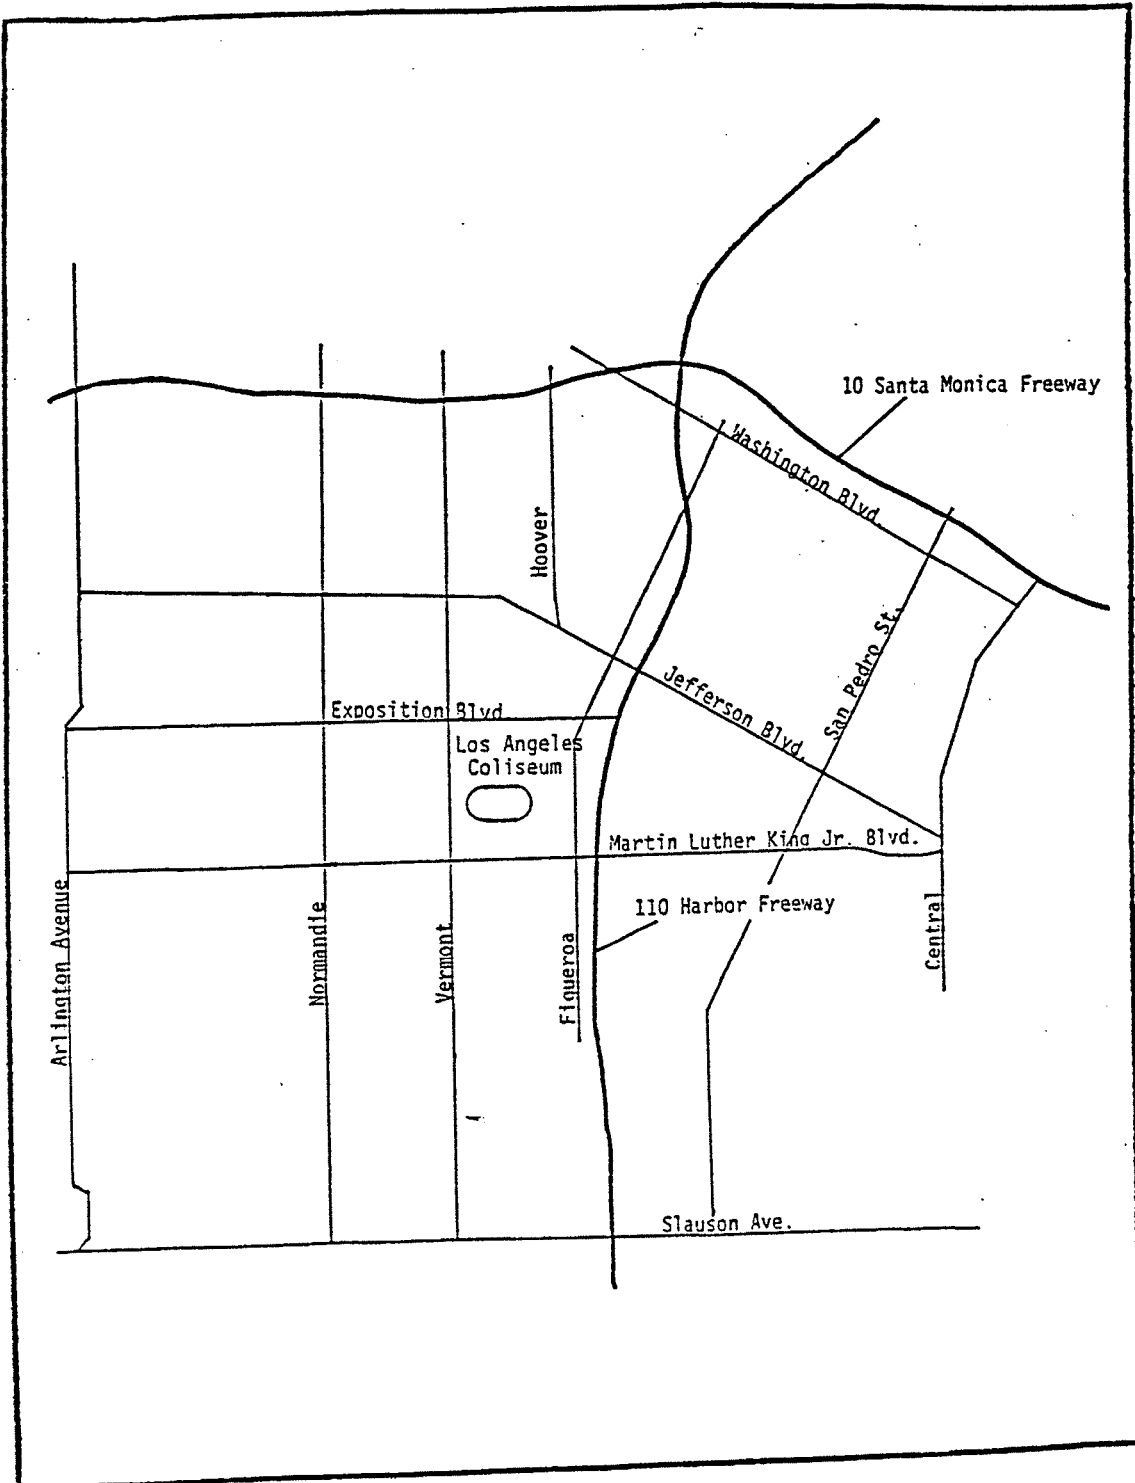 10 Santa Monica Freeway
Washington Blvd.
Hoover
San Pedro St.
Jefferson Blvd.
Exposition Blvd
Los Angeles
Coliseum
Martin Luther King Jr. Blvd.
110 Harbor Freeway
Arlington Avenue
Normandie
Vermont
Figueroa
Central
Slauson Ave.